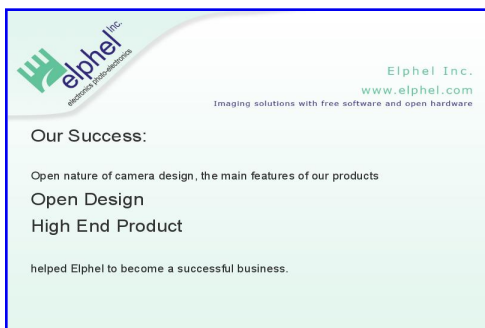 elphel Inc.
electronics photo-electronics
Elphel Inc.
www.elphel.com
Imaging solutions with free software and open hardware
Our Success:
Open nature of camera design, the main features of our products
Open Design
High End Product
helped Elphel to become a successful business.